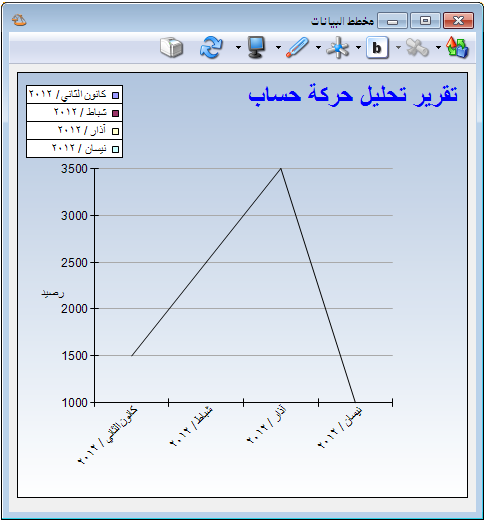 مخطط البيانات
b
تقرير تحليل حركة حساب
كانون الثاني / ٢٠١٢
شباط / ٢٠١٢
آذار / ٢٠١٢
نيسان / ٢٠١٢
3500
3000
2500
2000
1500
1000
رصيد
كانون الثاني / ٢٠١٢
شباط / ٢٠١٢
آذار / ٢٠١٢
نيسان / ٢٠١٢